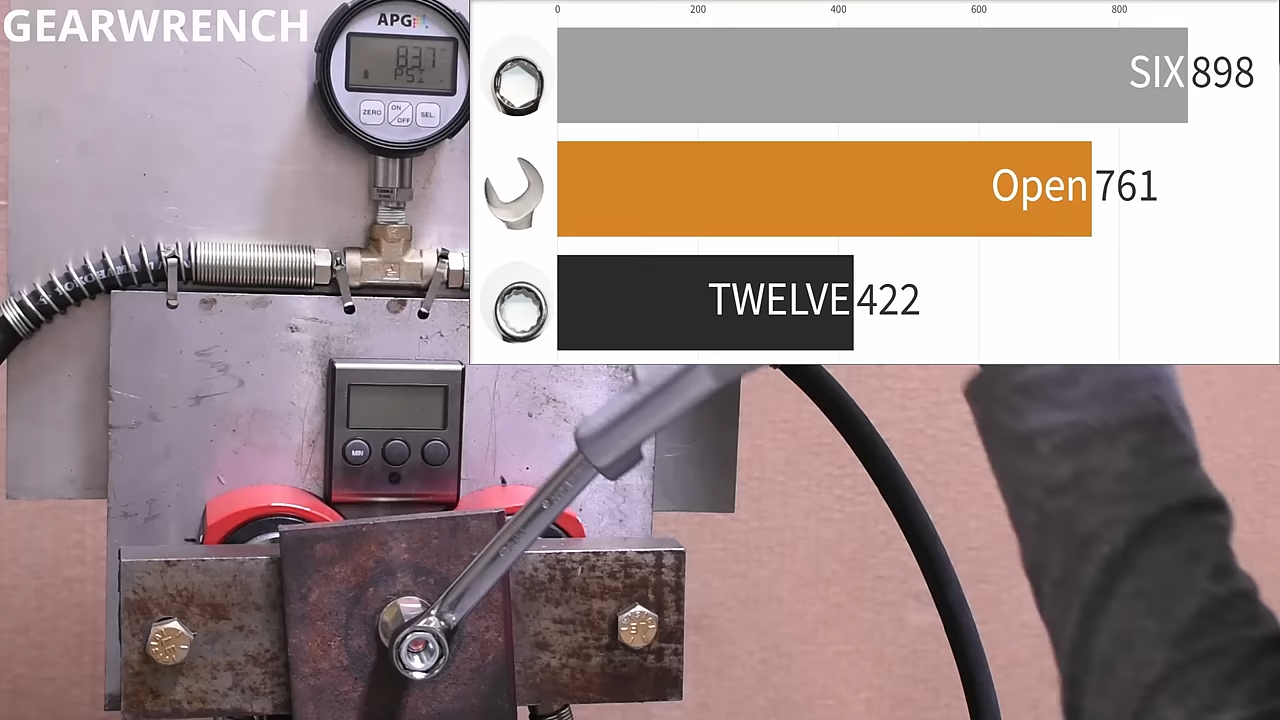 GEARWRENCH
APG
837
PSI
ZERO
ON
OFF
SEL.
0
200
400
600
800
SIX 898
Open 761
TWELVE 422
YOKOHAMA
MIN